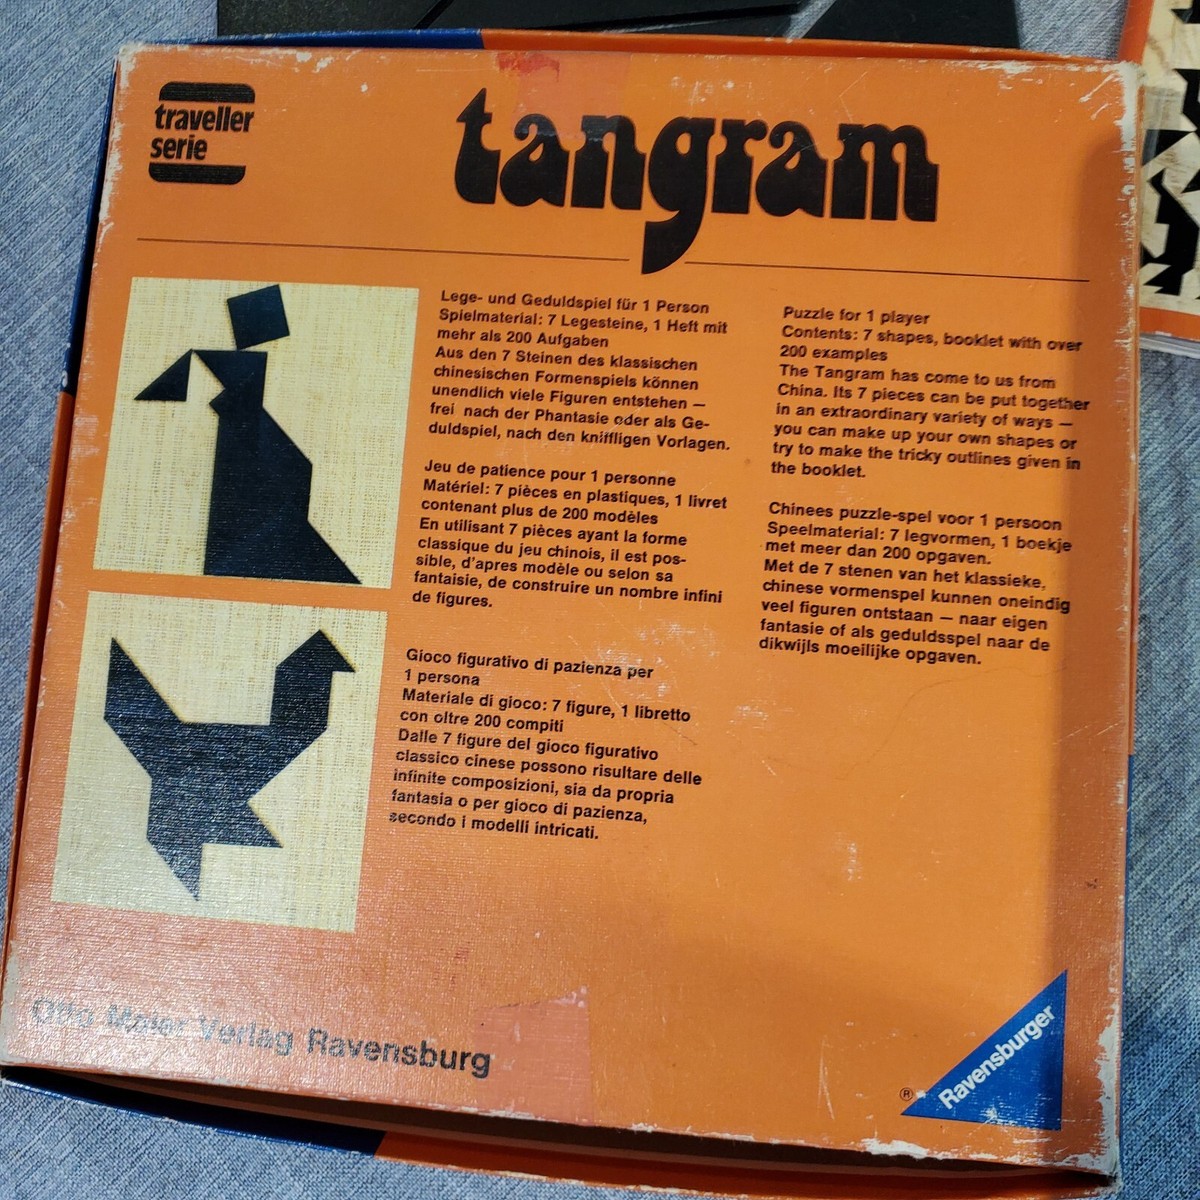 traveller
serie
tangram
Lege- und Geduldspiel für 1 Person
Spielmaterial: 7 Legesteine, 1 Heft mit
mehr als 200 Aufgaben
Aus den 7 Steinen des klassischen
chinesischen Formenspiels können
unendlich viele Figuren entstehen —
frei nach der Phantasie oder als Ge-
duldspiel, nach den kniffligen Vorlagen.
Jeu de patience pour 1 personne
Matériel: 7 pièces en plastiques, 1 livret
contenant plus de 200 modèles
En utilisant 7 pièces ayant la forme
classique du jeu chinois, il est pos-
sible, d'apres modèle ou selon sa
fantaisie, de construire un nombre infini
de figures.
Gioco figurativo di pazienza per
1 persona
Materiale di gioco: 7 figure, 1 libretto
con oltre 200 compiti
Dalle 7 figure del gioco figurativo
classico cinese possono risultare delle
infinite composizioni, sia da propria
fantasia o per gioco di pazienza,
secondo i modelli intricati.
Puzzle for 1 player
Contents: 7 shapes, booklet with over
200 examples
The Tangram has come to us from
China. Its 7 pieces can be put together
in an extraordinary variety of ways —
you can make up your own shapes or
try to make the tricky outlines given in
the booklet.
Chinees puzzle-spel voor 1 persoon
Speelmaterial: 7 legvormen, 1 boekje
met meer dan 200 opgaven.
Met de 7 stenen van het klassieke,
chinese vormenspel kunnen oneindig
veel figuren ontstaan — naar eigen
fantasie of als geduldsspel naar de
dikwijls moeilijke opgaven.
Otto Maier Verlag Ravensburg
® Ravensburger